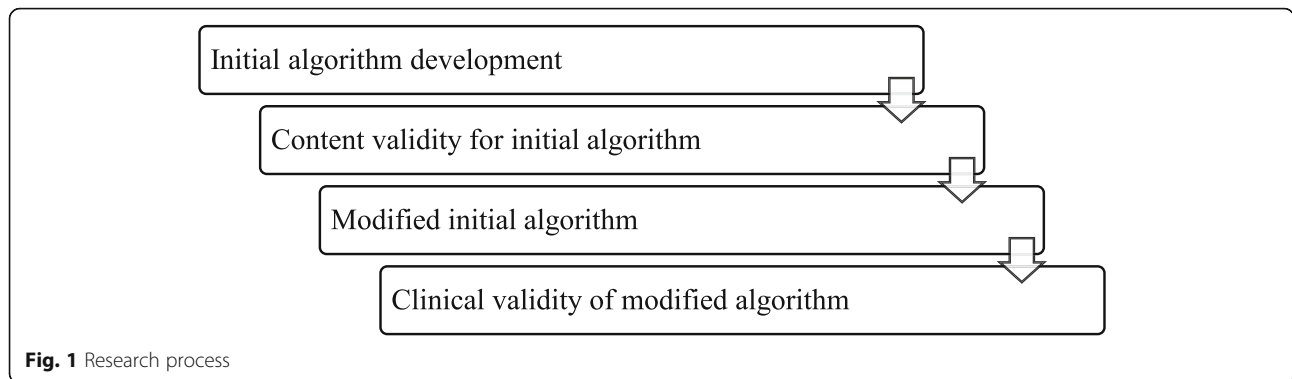 Initial algorithm development
Content validity for initial algorithm
Modified initial algorithm
Clinical validity of modified algorithm
Fig. 1 Research process